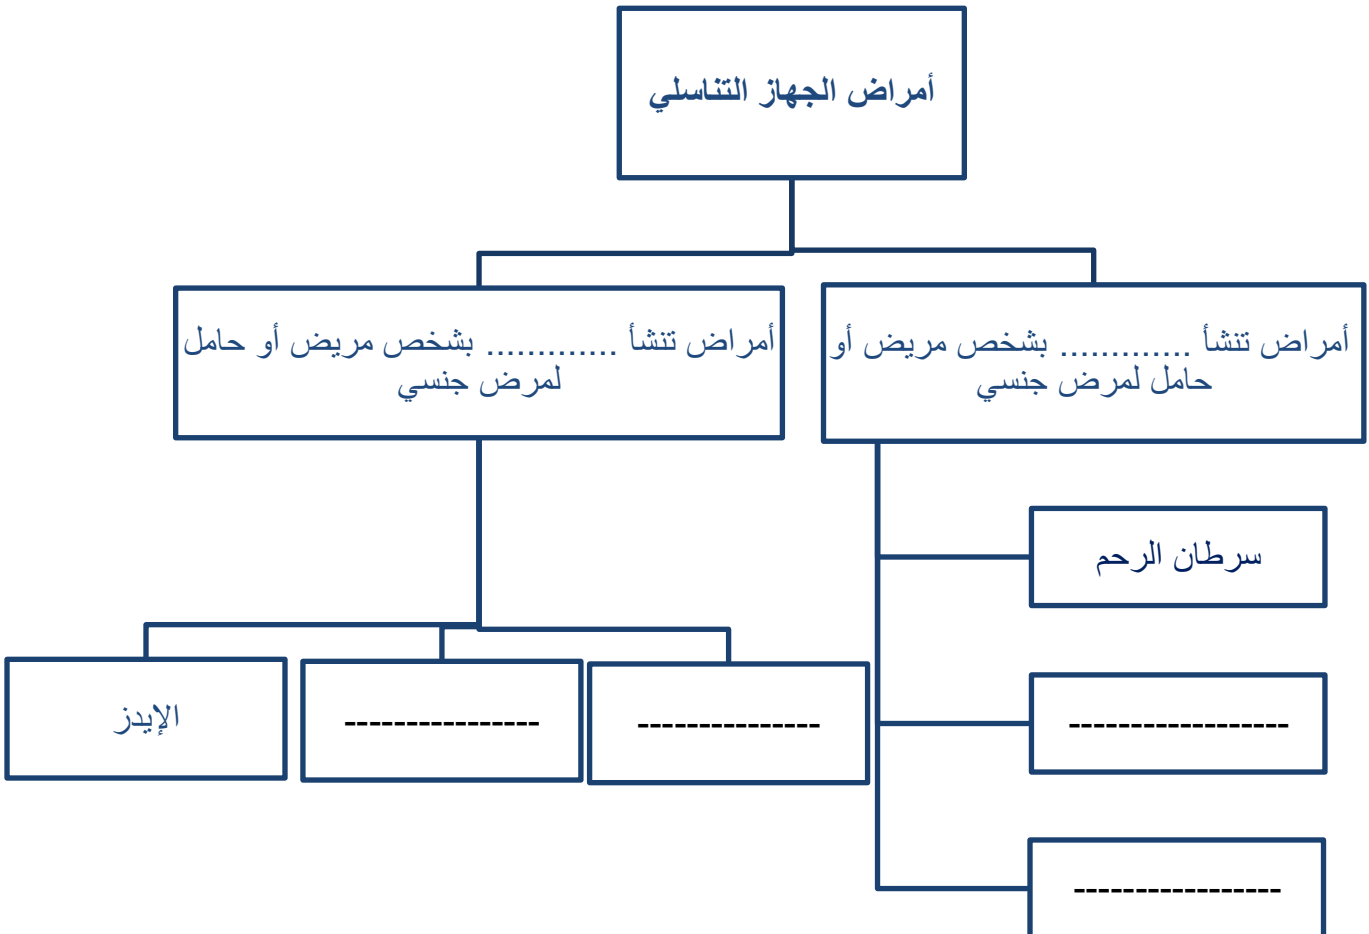 أمراض الجهاز التناسلي
أمراض تنشأ ............. بشخص مريض أو
حامل لمرض جنسي
أمراض تنشأ ............. بشخص مريض أو حامل
لمرض جنسي
سرطان الرحم
------------------
-----------------
---------------
----------------
الإيدز